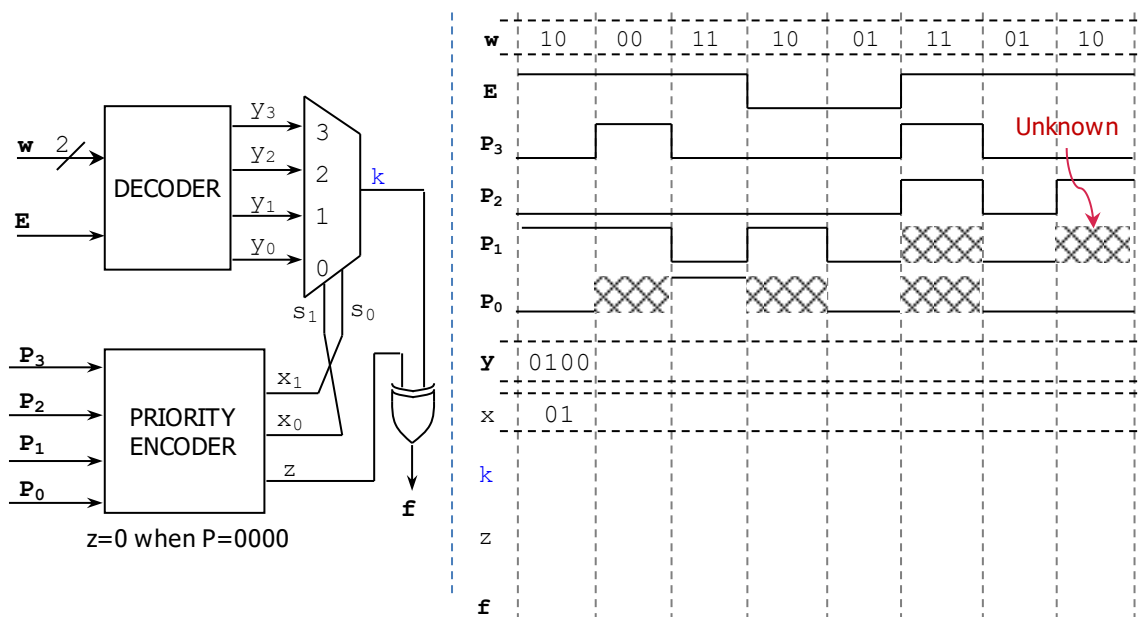 w
2
E
DECODER
y3
y2
y1
y0
3
2
1
0
k
s1
s0
P3
P2
P1
P0
PRIORITY
ENCODER
x1
x0
z
f
z=0 when P=0000
w 10 00 11 10 01 11 01 10
E
P3
Unknown
P2
P1
P0
y 0100
x 01
k
z
f